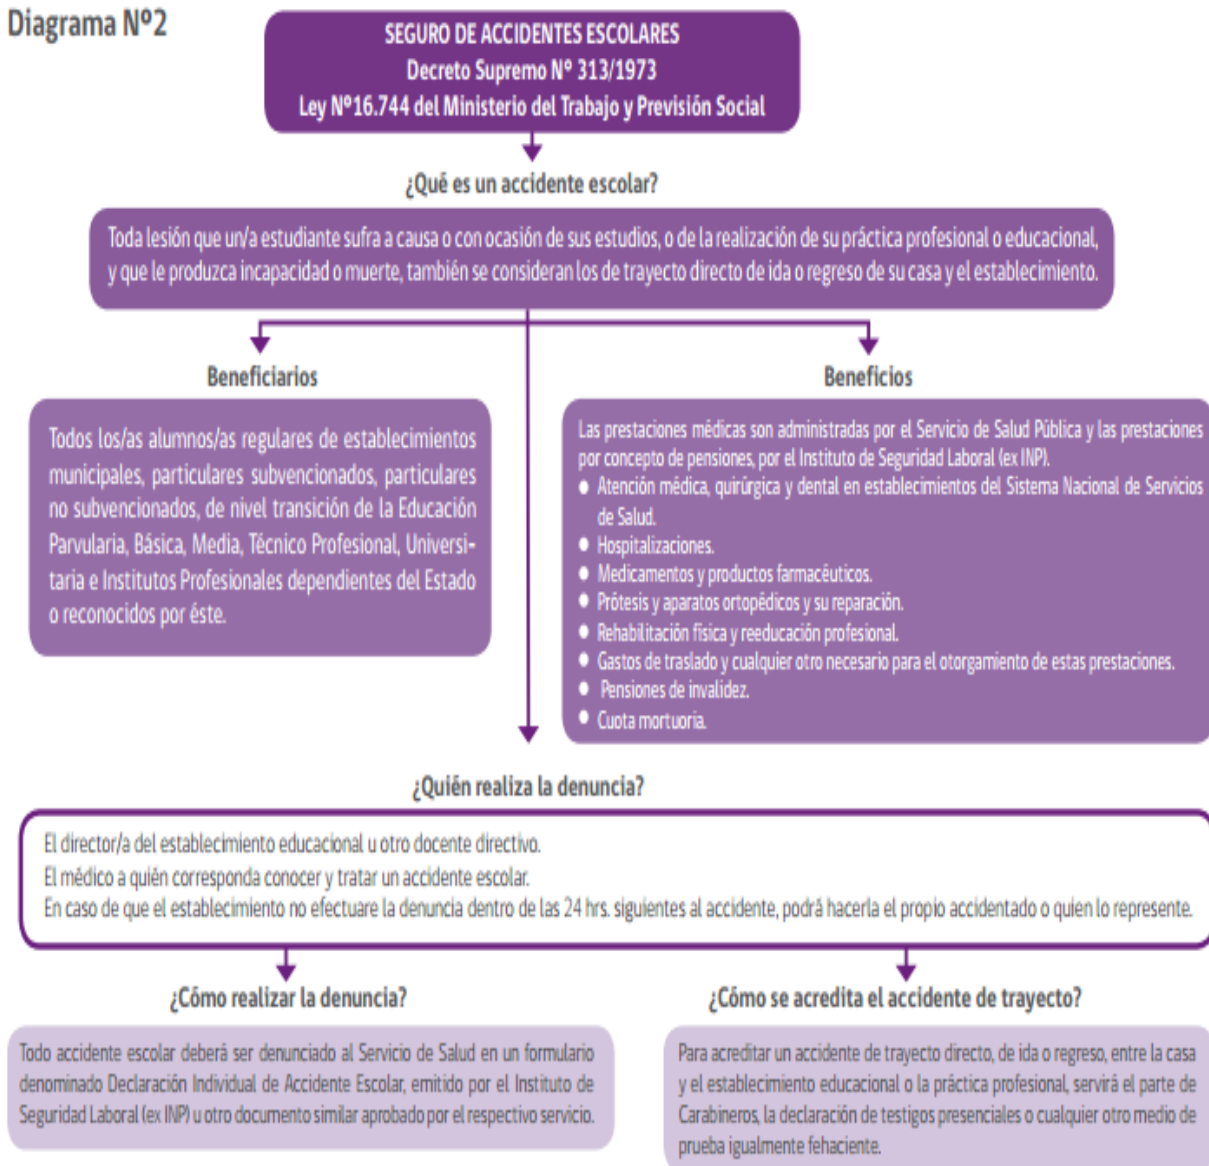 Diagrama Nº2
SEGURO DE ACCIDENTES ESCOLARES
Decreto Supremo Nº 313/1973
Ley Nº16.744 del Ministerio del Trabajo y Previsión Social
¿Qué es un accidente escolar?
Toda lesión que un/a estudiante sufra a causa o con ocasión de sus estudios, o de la realización de su práctica profesional o educacional,
y que le produzca incapacidad o muerte, también se consideran los de trayecto directo de ida o regreso de su casa y el establecimiento.
Beneficiarios
Todos los/as alumnos/as regulares de establecimientos
municipales, particulares subvencionados, particulares
no subvencionados, de nivel transición de la Educación
Parvularia, Básica, Media, Técnico Profesional, Universi-
taria e Institutos Profesionales dependientes del Estado
o reconocidos por éste.
Beneficios
Las prestaciones médicas son administradas por el Servicio de Salud Pública y las prestaciones
por concepto de pensiones, por el Instituto de Seguridad Laboral (ex INP).
● Atención médica, quirúrgica y dental en establecimientos del Sistema Nacional de Servicios
de Salud.
● Hospitalizaciones.
● Medicamentos y productos farmacéuticos.
● Prótesis y aparatos ortopédicos y su reparación.
● Rehabilitación física y reeducación profesional.
● Gastos de traslado y cualquier otro necesario para el otorgamiento de estas prestaciones.
● Pensiones de invalidez.
● Cuota mortuoria.
¿Quién realiza la denuncia?
El director/a del establecimiento educacional u otro docente directivo.
El médico a quién corresponda conocer y tratar un accidente escolar.
En caso de que el establecimiento no efectuare la denuncia dentro de las 24 hrs. siguientes al accidente, podrá hacerla el propio accidentado o quien lo represente.
¿Cómo realizar la denuncia?
Todo accidente escolar deberá ser denunciado al Servicio de Salud en un formulario
denominado Declaración Individual de Accidente Escolar, emitido por el Instituto de
Seguridad Laboral (ex INP) u otro documento similar aprobado por el respectivo servicio.
¿Cómo se acredita el accidente de trayecto?
Para acreditar un accidente de trayecto directo, de ida o regreso, entre la casa
y el establecimiento educacional o la práctica profesional, servirá el parte de
Carabineros, la declaración de testigos presenciales o cualquier otro medio de
prueba igualmente fehaciente.